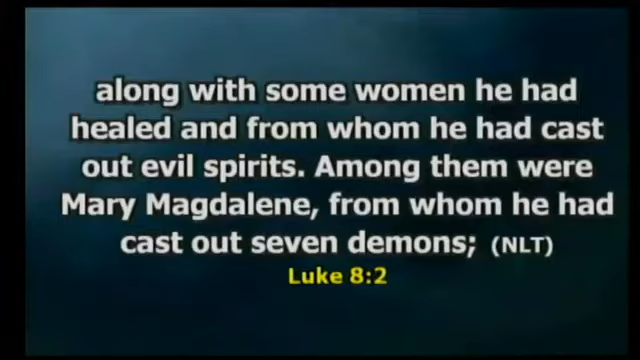 along with some women he had
healed and from whom he had cast
out evil spirits. Among them were
Mary Magdalene, from whom he had
cast out seven demons; (NLT)
Luke 8:2